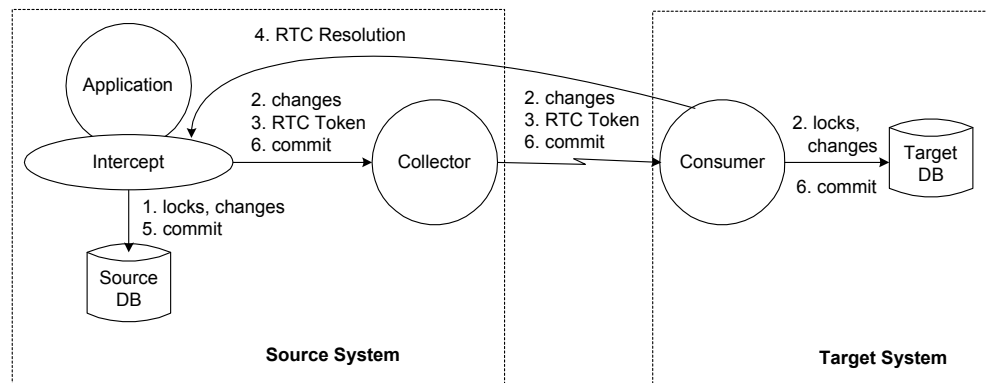 4. RTC Resolution
Application
2. changes
3. RTC Token
6. commit
2. changes
3. RTC Token
6. commit
2. locks,
changes
6. commit
Intercept
Collector
Consumer
Target
DB
1. locks, changes
5. commit
Source
DB
Source System
Target System